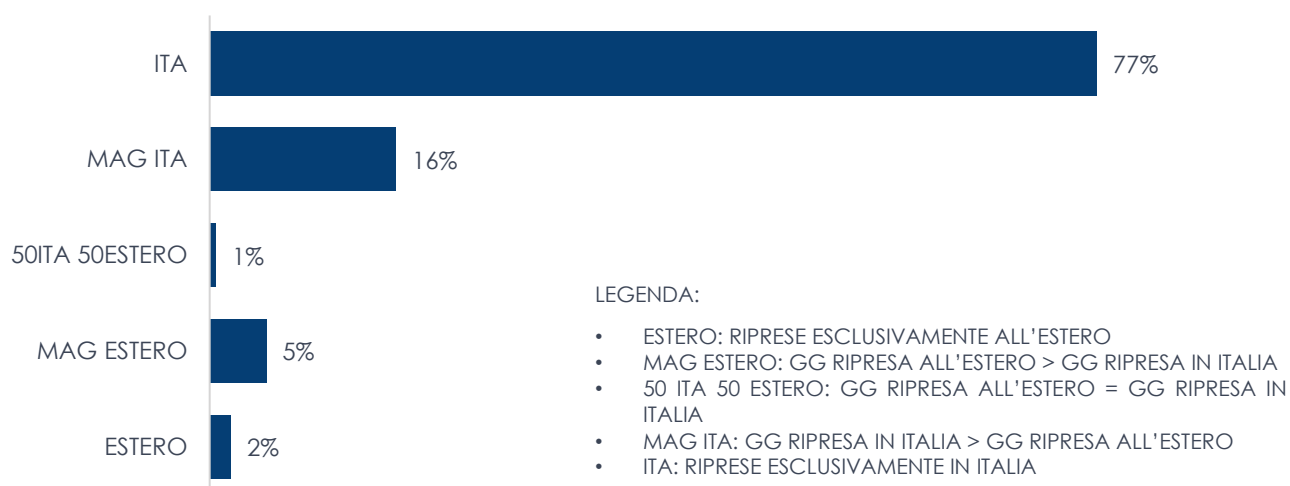 ITA
77%
MAG ITA
16%
50ITA 50ESTERO
1%
MAG ESTERO
5%
ESTERO
2%
LEGENDA:
• ESTERO: RIPRESE ESCLUSIVAMENTE ALL’ESTERO
• MAG ESTERO: GG RIPRESA ALL’ESTERO > GG RIPRESA IN ITALIA
• 50 ITA 50 ESTERO: GG RIPRESA ALL’ESTERO = GG RIPRESA IN
ITALIA
• MAG ITA: GG RIPRESA IN ITALIA > GG RIPRESA ALL’ESTERO
• ITA: RIPRESE ESCLUSIVAMENTE IN ITALIA